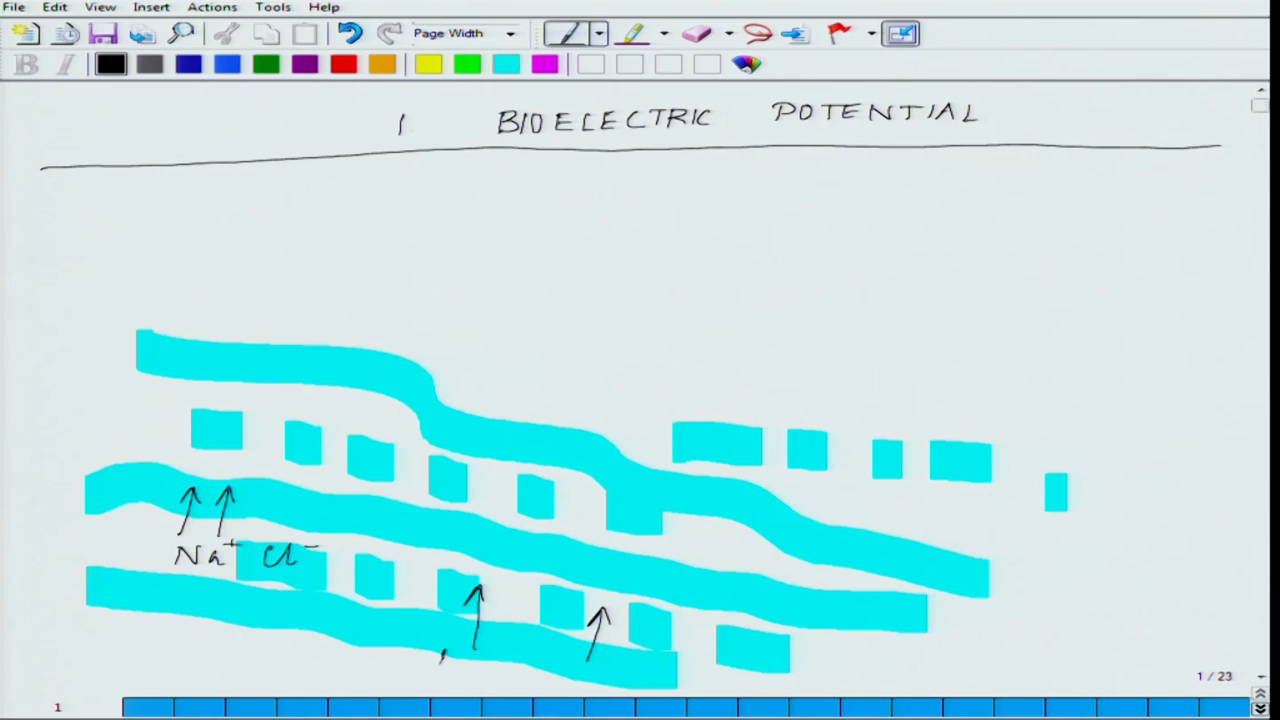 File Edit View Insert Actions Tools Help
Page Width
B I
1 BIOELECTRIC POTENTIAL
Na+ Cl-
1 / 23
1